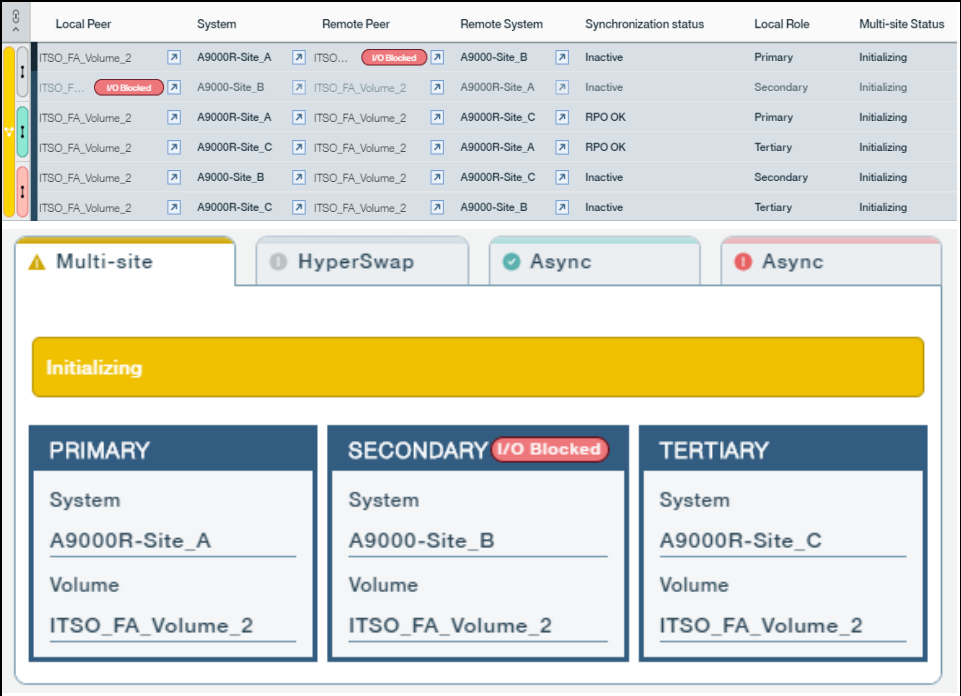 Local Peer System Remote Peer Remote System Synchronization status Local Role Multi-site Status
ITSO_FA_Volume_2 A9000R-Site_A ITSO... I/O Blocked A9000-Site_B Inactive Primary Initializing
ITSO_F... I/O Blocked A9000-Site_B ITSO_FA_Volume_2 A9000R-Site_A Inactive Secondary Initializing
ITSO_FA_Volume_2 A9000R-Site_A ITSO_FA_Volume_2 A9000R-Site_C RPO OK Primary Initializing
ITSO_FA_Volume_2 A9000R-Site_C ITSO_FA_Volume_2 A9000R-Site_A RPO OK Tertiary Initializing
ITSO_FA_Volume_2 A9000-Site_B ITSO_FA_Volume_2 A9000R-Site_C Inactive Secondary Initializing
ITSO_FA_Volume_2 A9000R-Site_C ITSO_FA_Volume_2 A9000-Site_B Inactive Tertiary Initializing
Multi-site HyperSwap Async Async
Initializing
PRIMARY SECONDARY I/O Blocked TERTIARY
System System System
A9000R-Site_A A9000-Site_B A9000R-Site_C
Volume Volume Volume
ITSO_FA_Volume_2 ITSO_FA_Volume_2 ITSO_FA_Volume_2